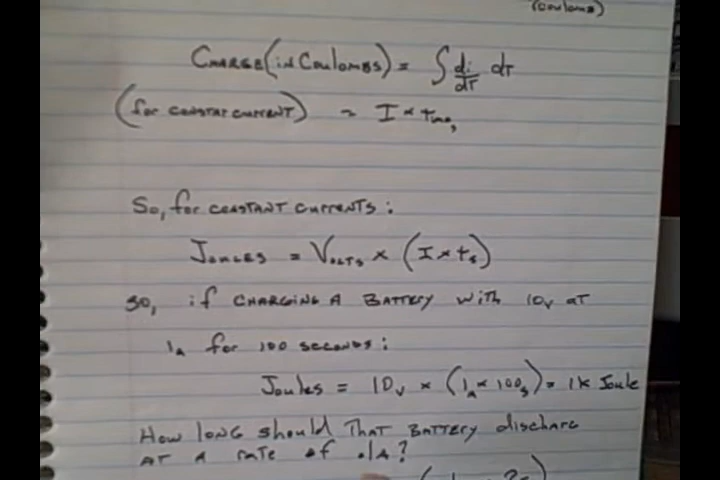 (coulombs)
CHARGE (in Coulombs) = ∫ di/dT dT
(for constant current) ~ I × time,
So, for constant currents:
Joules = Volts × (I × ts)
so, if charging a battery with 10v at
1A for 100 seconds:
Joules = 10v × (1A × 100s) = 1K Joule
How long should that battery discharg
at a rate of .1A?